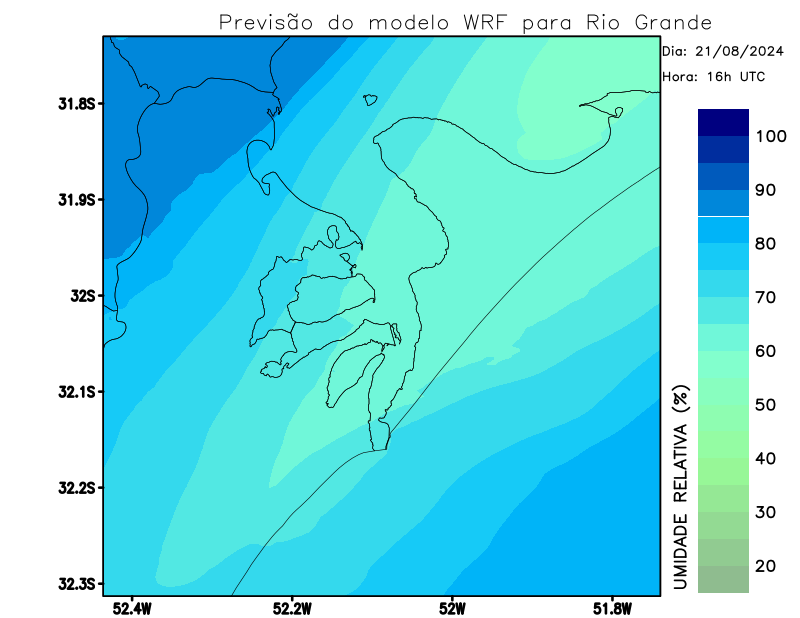 Previsão do modelo WRF para Rio Grande
Dia: 21/08/2024
Hora: 16h UTC
31.8S
31.9S
32S
32.1S
32.2S
32.3S
52.4W
52.2W
52W
51.8W
100
90
80
70
60
50
40
30
20
UMIDADE RELATIVA (%)